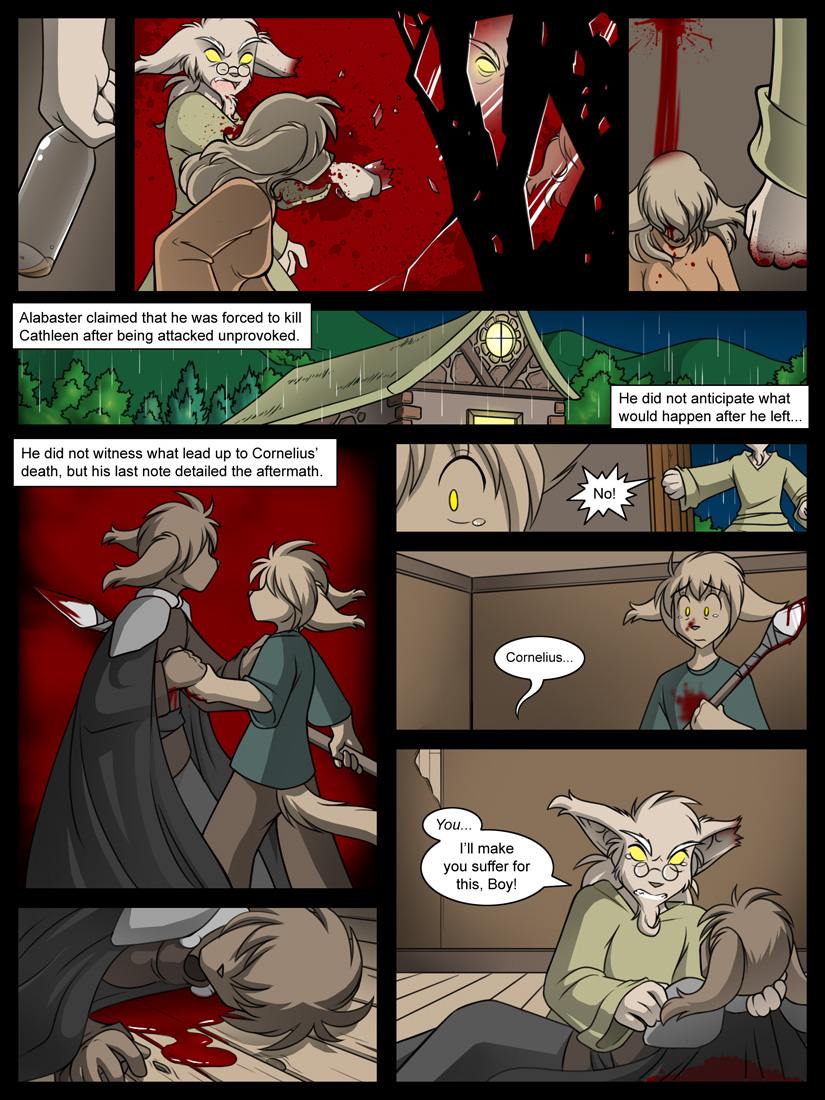 Alabaster claimed that he was forced to kill
Cathleen after being attacked unprovoked.
He did not anticipate what
would happen after he left...
He did not witness what lead up to Cornelius'
death, but his last note detailed the aftermath.
No!
Cornelius...
You...
I'll make
you suffer for
this, Boy!